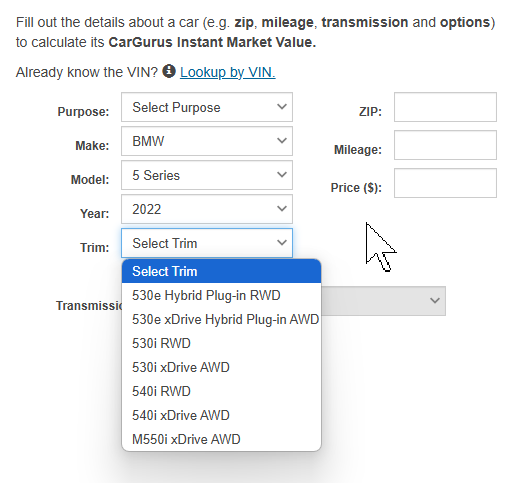 Fill out the details about a car (e.g. zip, mileage, transmission and options)
to calculate its CarGurus Instant Market Value.
Already know the VIN? Lookup by VIN.
Purpose: Select Purpose
ZIP:
Make: BMW
Mileage:
Model: 5 Series
Price ($):
Year: 2022
Trim: Select Trim
Select Trim
530e Hybrid Plug-in RWD
Transmissi
530e xDrive Hybrid Plug-in AWD
530i RWD
530i xDrive AWD
540i RWD
540i xDrive AWD
M550i xDrive AWD